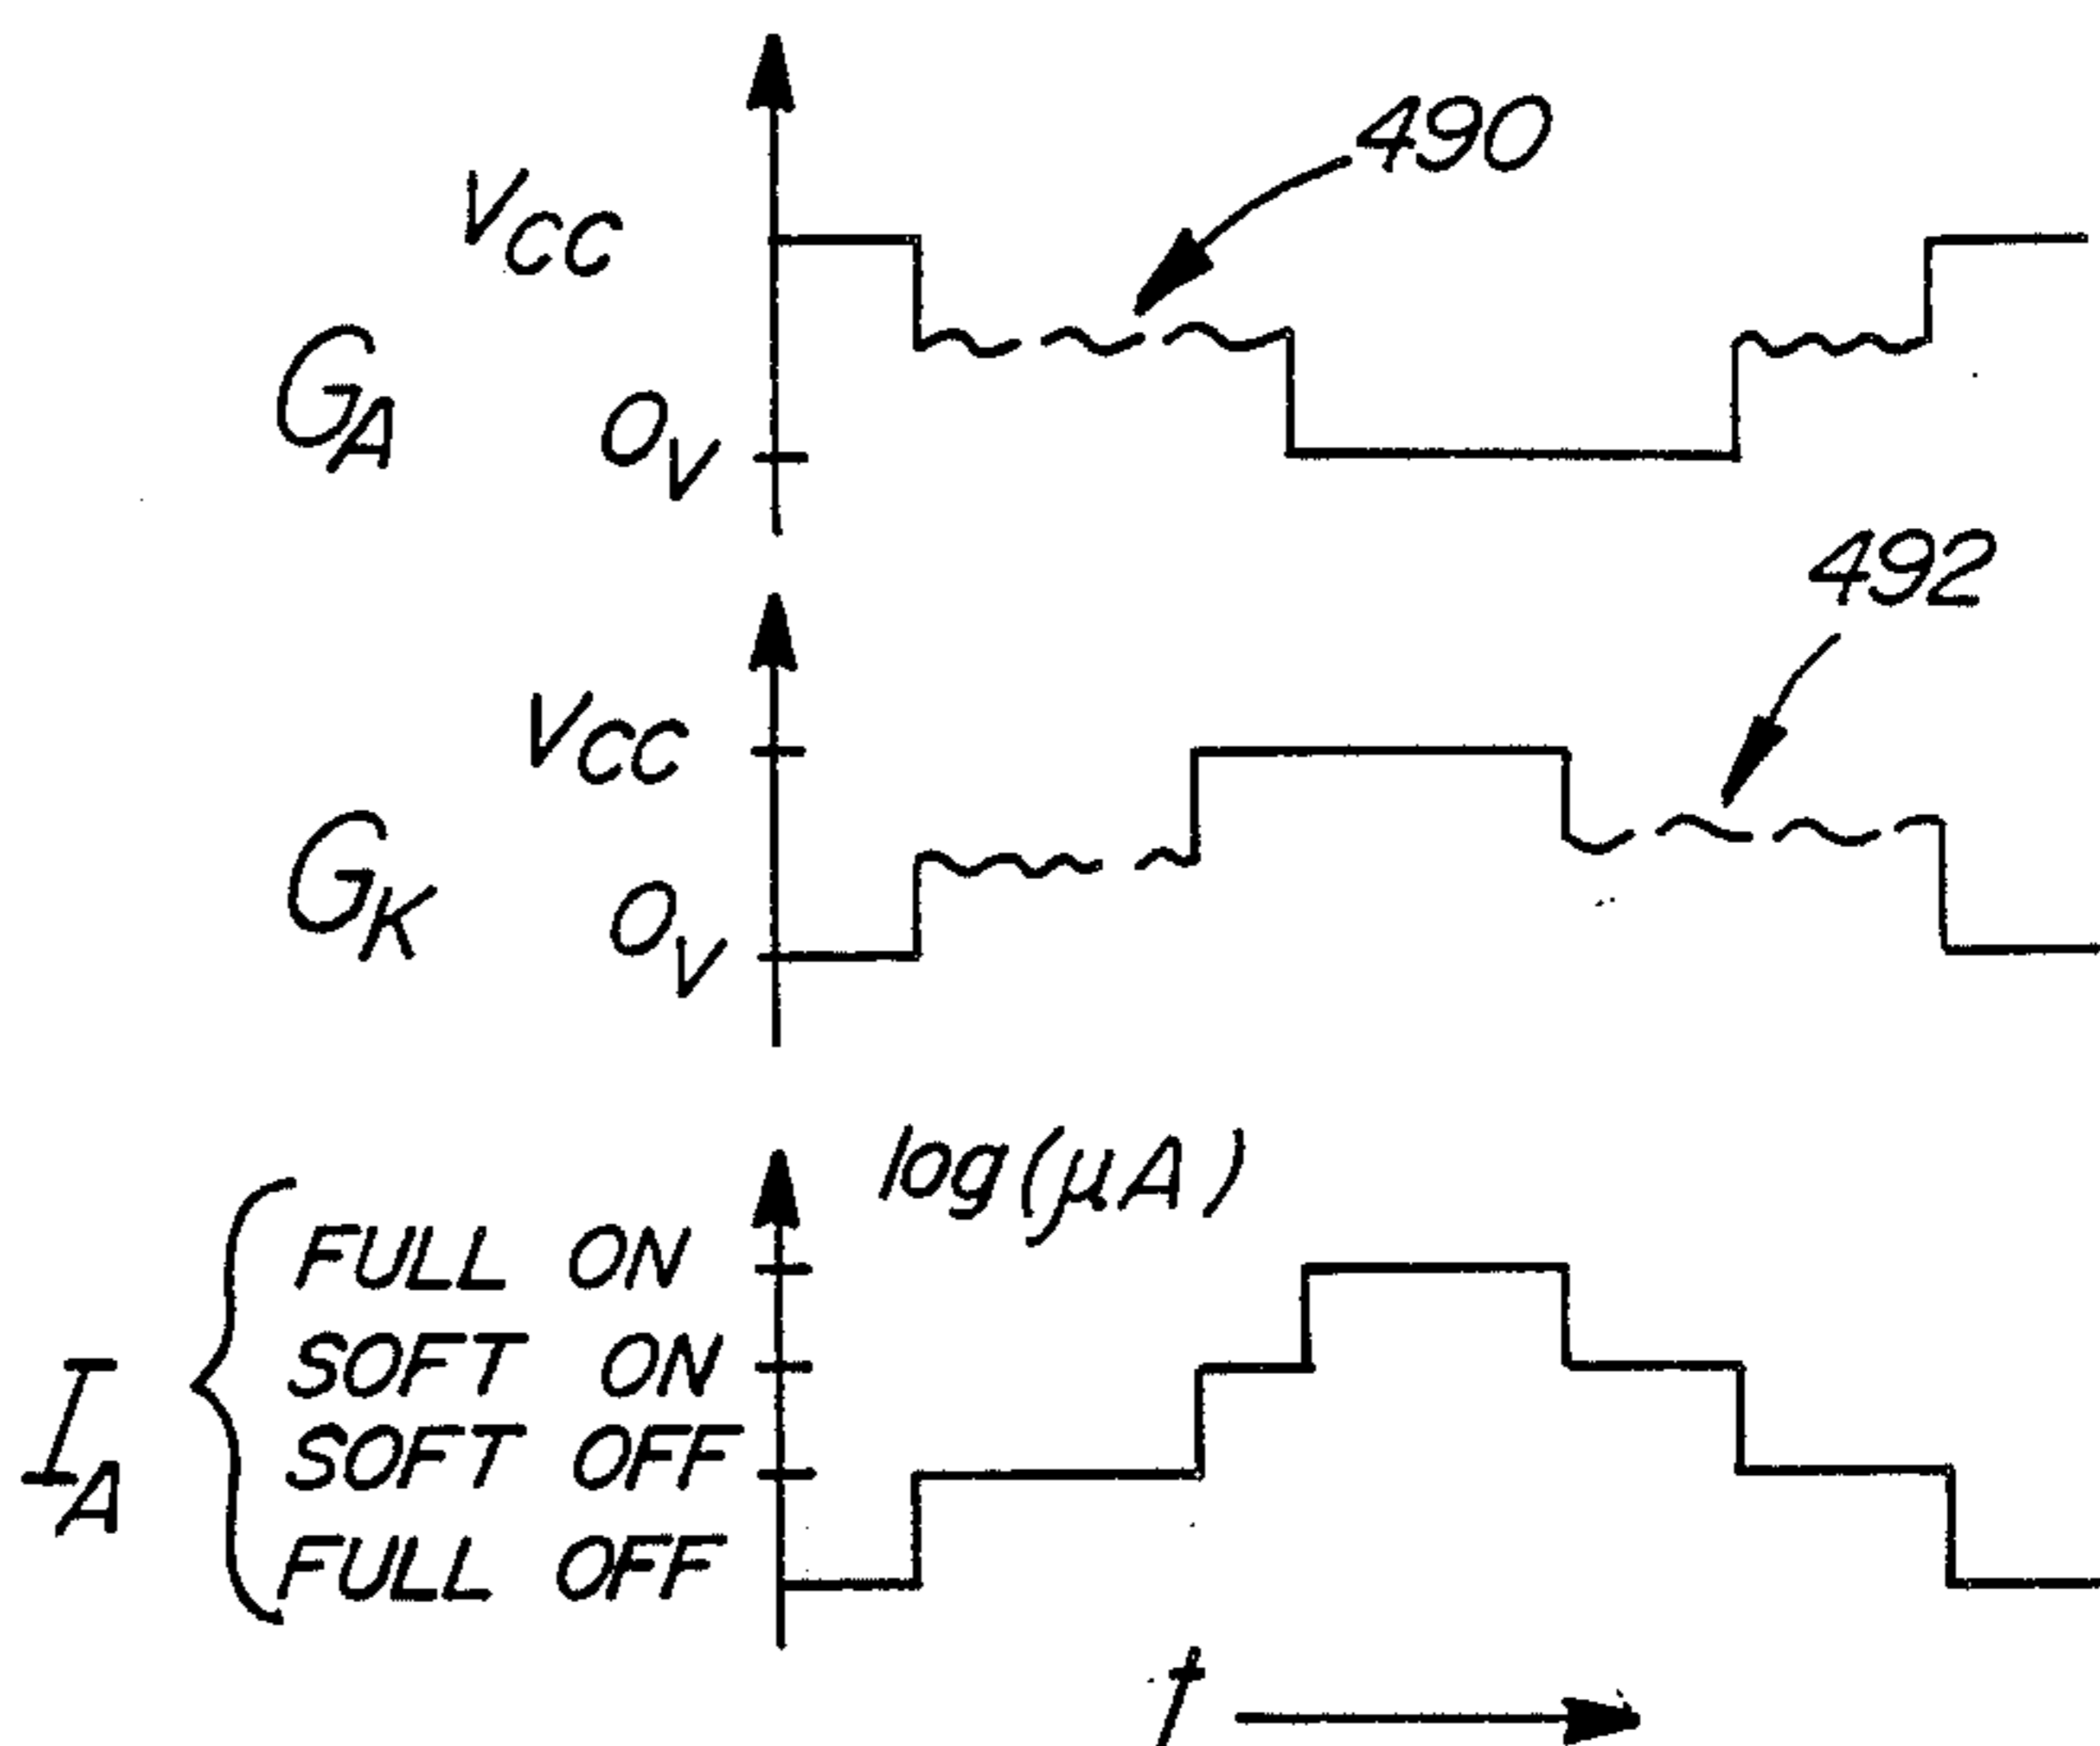 490
VCC
GA
0V
492
VCC
GK
0V
log(μA)
FULL ON
SOFT ON
IA
SOFT OFF
FULL OFF
t